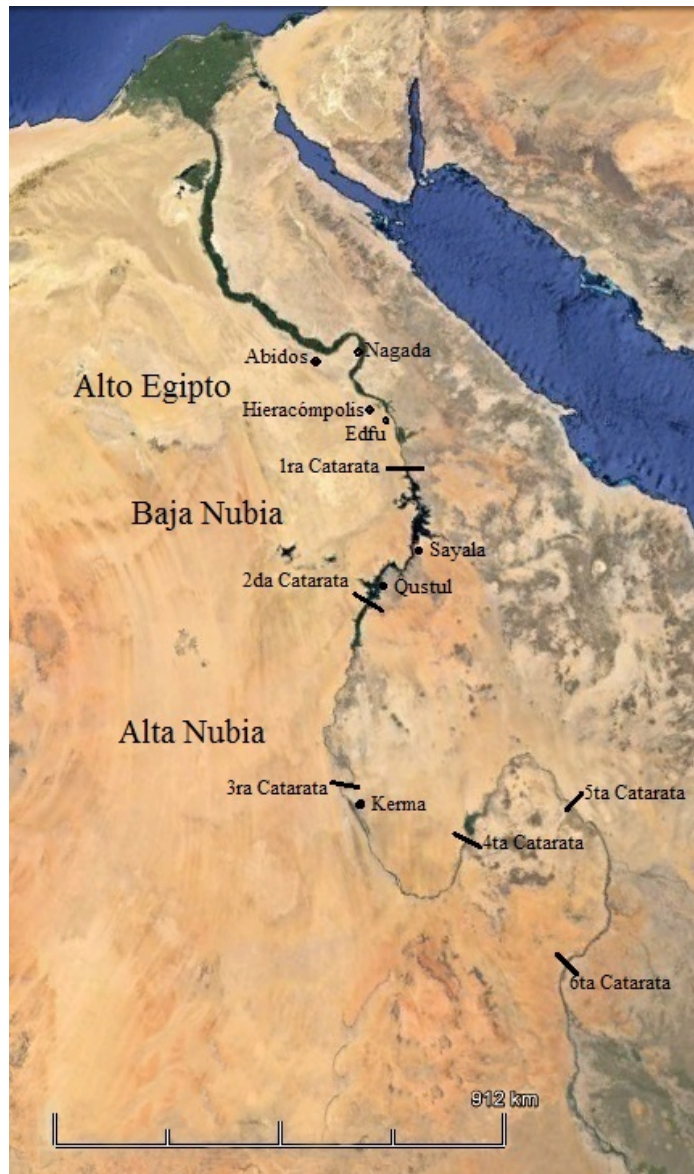 Abidos
Nagada
Alto Egipto
Hieracómpolis
Edfu
1ra Catarata
Baja Nubia
Sayala
2da Catarata
Qustul
Alta Nubia
3ra Catarata
Kerma
5ta Catarata
4ta Catarata
6ta Catarata
912 km